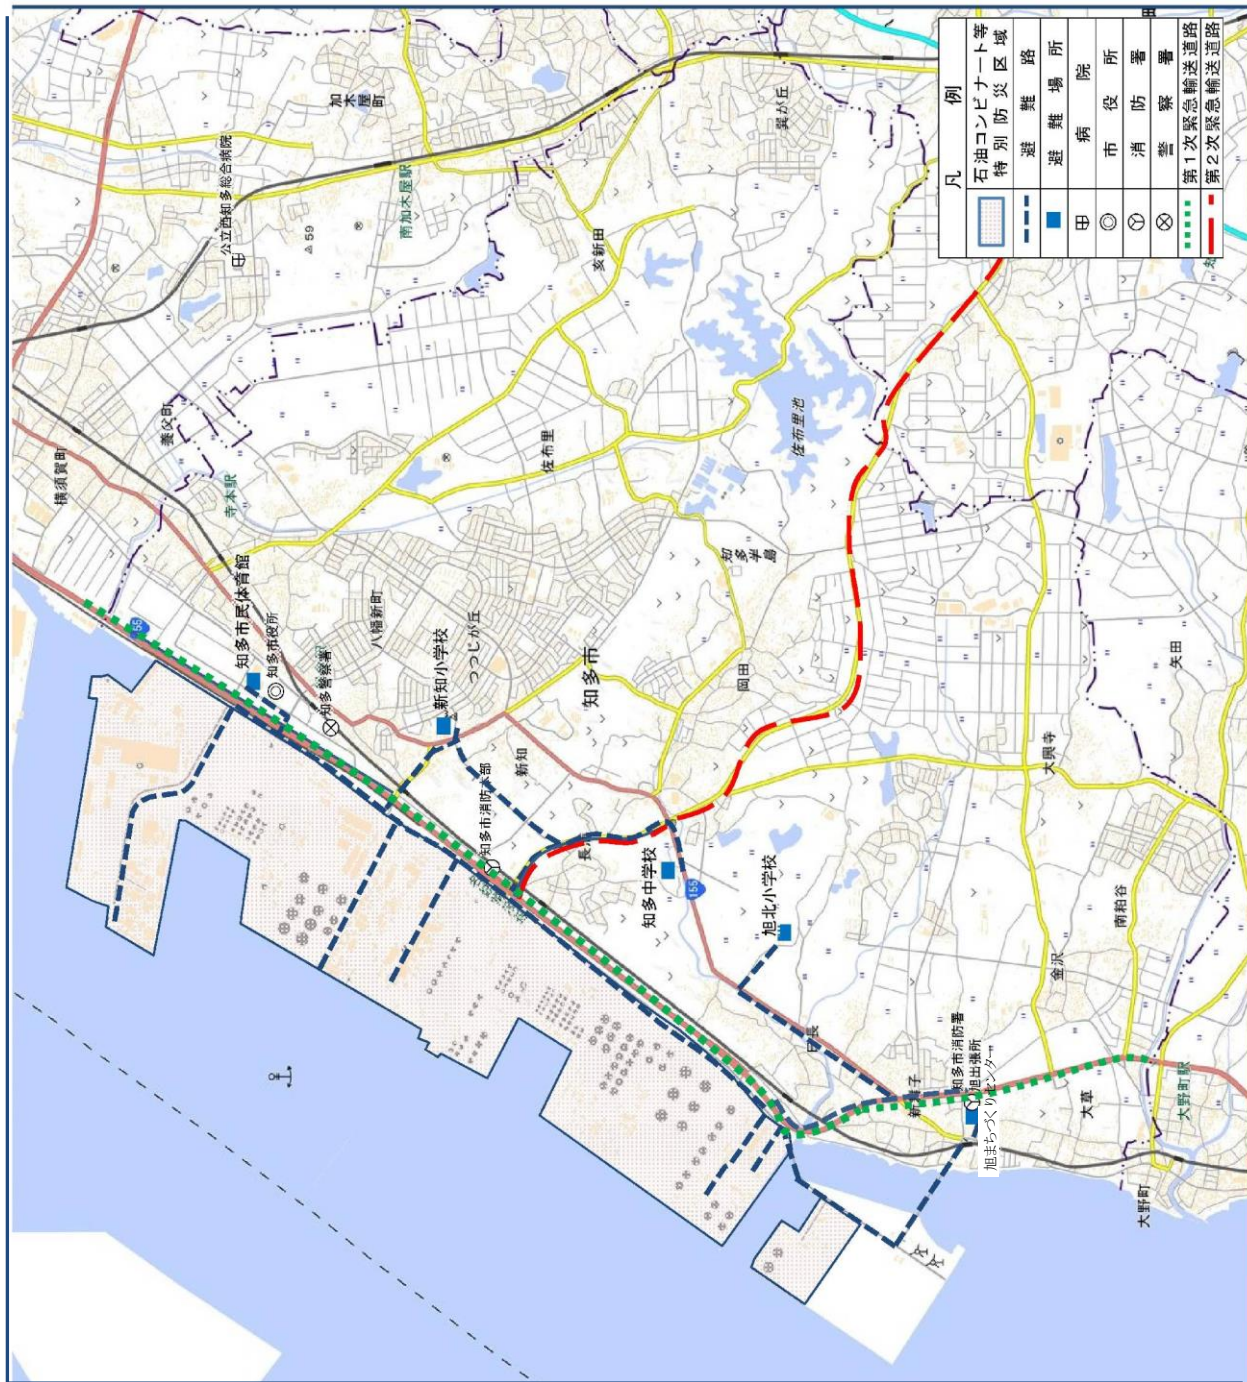 凡例
石油コンビナート等
特別防災区域
避難路
避難場所
病院
市役所
消防署
警察署
第1次緊急輸送道路
第2次緊急輸送道路
横須賀町
養父町
寺本駅
加木屋町
公立西知多総合病院
59
南加木屋駅
巽が丘
亥新田
佐布里
佐布里池
知多半島
知多市民体育館
知多市役所
知多警察署
八幡新町
つつじが丘
新知小学校
知多市
新知
知多市消防本部
岡田
知多中学校
155
旭北小学校
日長
大興寺
矢田
南粕谷
金沢
知多市消防署
旭出張所
旭まちづくりセンター
大草
大野町
大野町駅